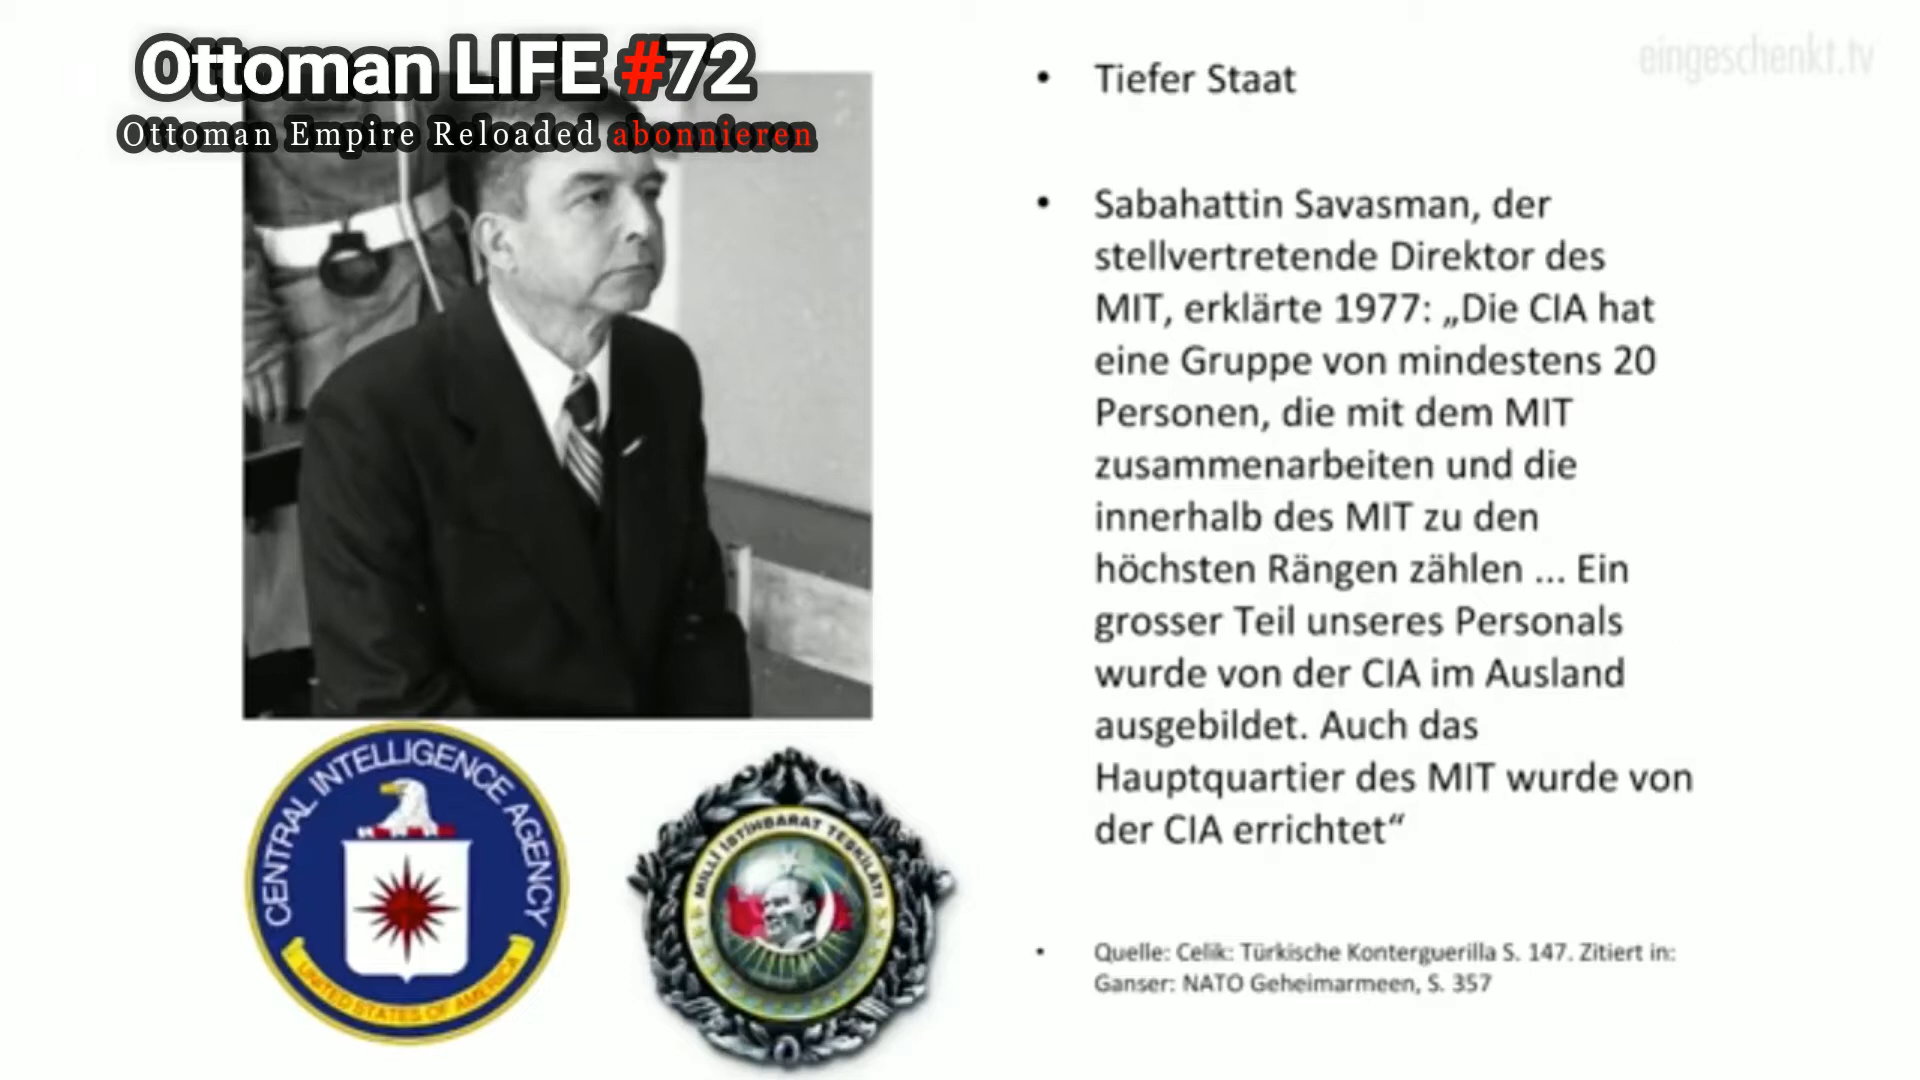 Ottoman LIFE #72
Ottoman Empire Reloaded abonnieren
eingeschenkt.tv
• Tiefer Staat
• Sabahattin Savasman, der
stellvertretende Direktor des
MIT, erklärte 1977: „Die CIA hat
eine Gruppe von mindestens 20
Personen, die mit dem MIT
zusammenarbeiten und die
innerhalb des MIT zu den
höchsten Rängen zählen ... Ein
grosser Teil unseres Personals
wurde von der CIA im Ausland
ausgebildet. Auch das
Hauptquartier des MIT wurde von
der CIA errichtet“
• Quelle: Celik: Türkische Konterguerilla S. 147. Zitiert in:
Ganser: NATO Geheimarmeen, S. 357
CENTRAL INTELLIGENCE AGENCY
UNITED STATES OF AMERICA
MİLLİ İSTİHBARAT TEŞKİLATI